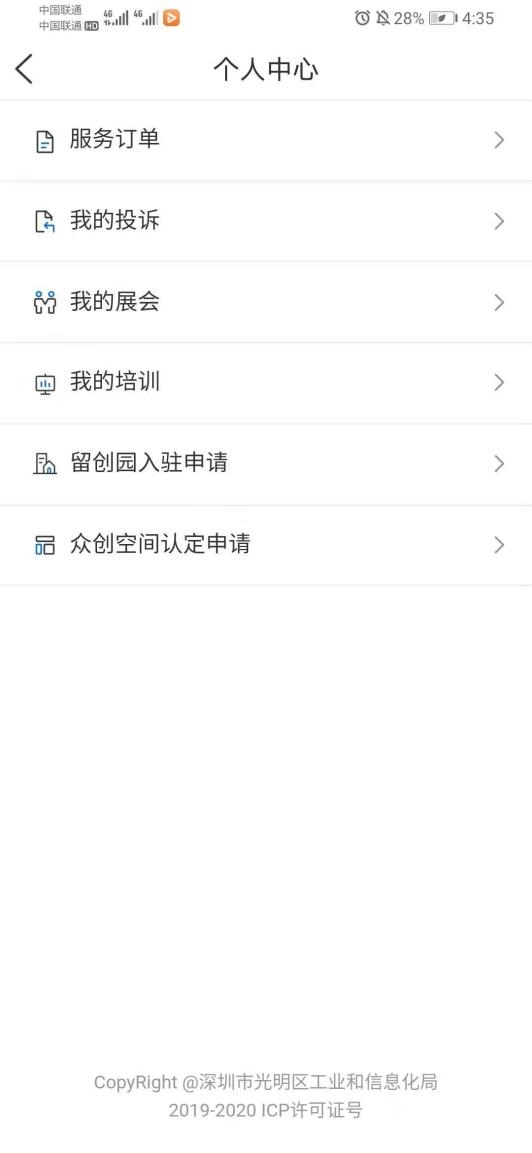 中国联通
中国联通 HD 4G 4G 28% 4:35
个人中心
服务订单
我的投诉
我的展会
我的培训
留创园入驻申请
众创空间认定申请
CopyRight @深圳市光明区工业和信息化局
2019-2020 ICP许可证号